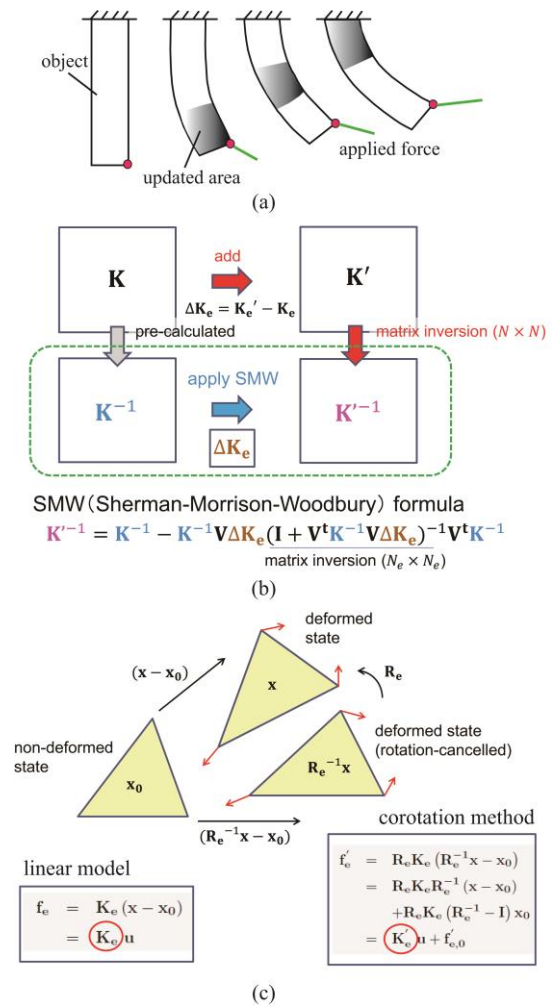 object
updated area
applied force
(a)
K
add
ΔKₑ = Kₑ′ − Kₑ
K′
pre-calculated
matrix inversion (N × N)
K⁻¹
apply SMW
ΔKₑ
K′⁻¹
SMW(Sherman-Morrison-Woodbury) formula
K′⁻¹ = K⁻¹ − K⁻¹VΔKₑ(I + VᵗK⁻¹VΔKₑ)⁻¹VᵗK⁻¹
matrix inversion (Nₑ × Nₑ)
(b)
deformed
state
(x − x₀)
x
Rₑ
non-deformed
state
x₀
deformed state
(rotation-cancelled)
Rₑ⁻¹x
(Rₑ⁻¹x − x₀)
linear model
fₑ = Kₑ (x − x₀)
= Kₑ u
corotation method
fₑ′ = RₑKₑ (Rₑ⁻¹x − x₀)
= RₑKₑRₑ⁻¹ (x − x₀)
+RₑKₑ (Rₑ⁻¹ − I) x₀
= Kₑ′ u + f′ₑ,₀
(c)